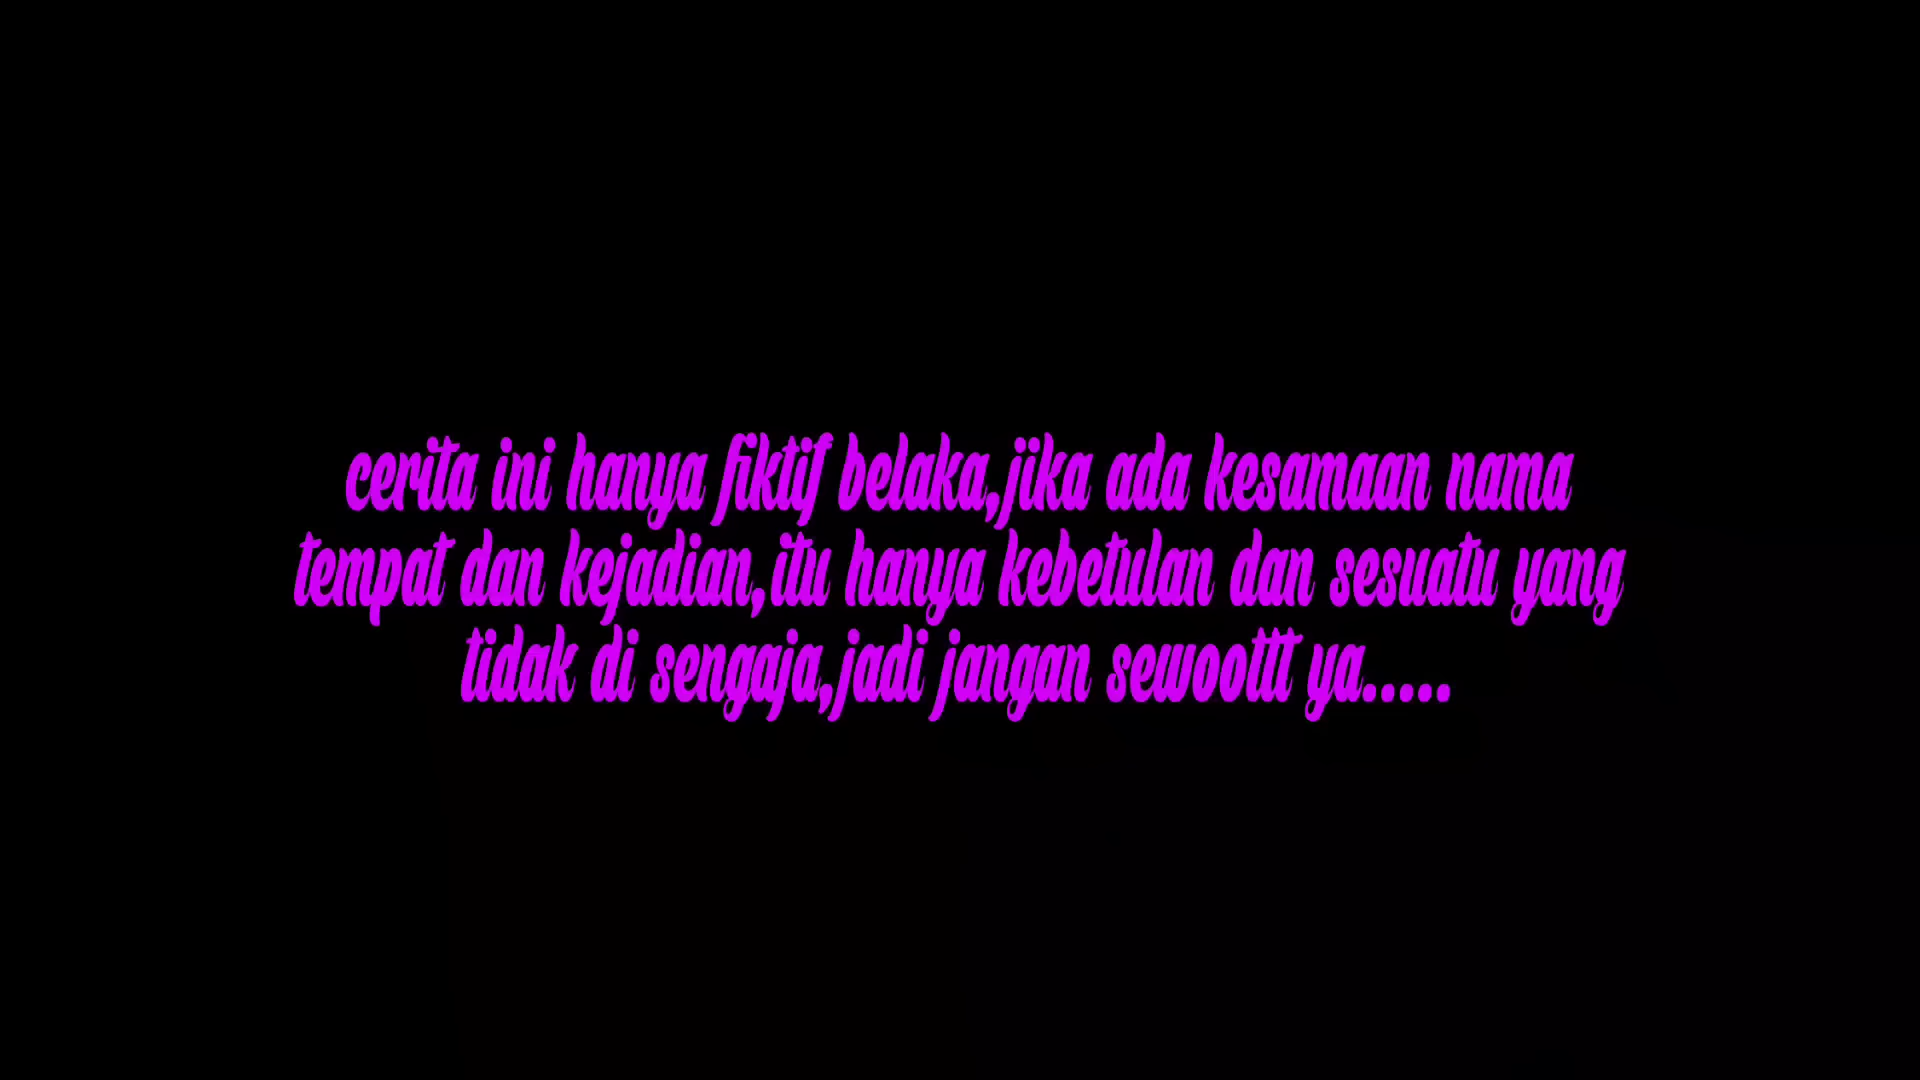 cerita ini hanya fiktif belaka,jika ada kesamaan nama
tempat dan kejadian,itu hanya kebetulan dan sesuatu yang
tidak di sengaja,jadi jangan sewoottt ya.....